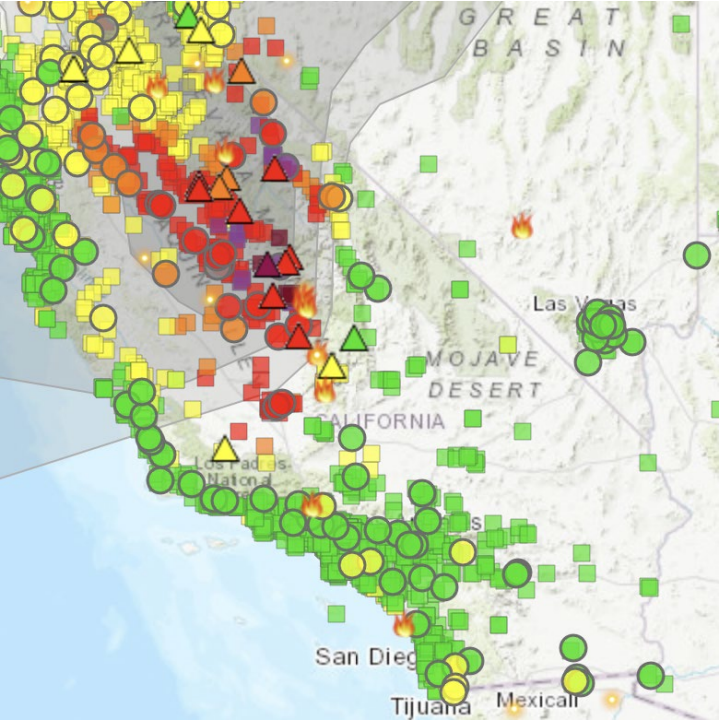 GREAT
BASIN
Las Vegas
MOJAVE
DESERT
CALIFORNIA
Los Padres
National
San Dieg
Tijuana
Mexicali